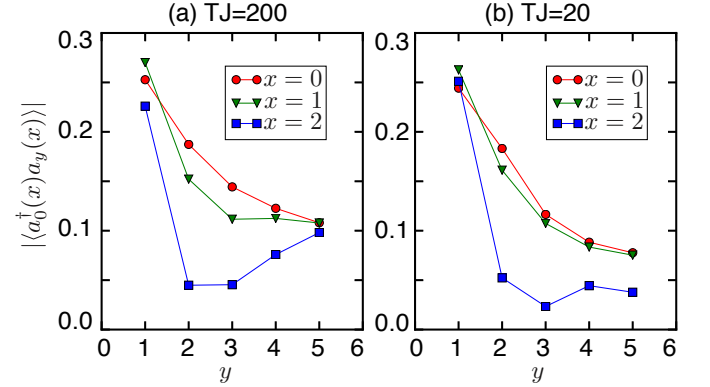 (a) TJ=200
(b) TJ=20
|⟨a₀†(x)a_y(x)⟩|
0.3
0.2
0.1
0.0
x = 0
x = 1
x = 2
0 1 2 3 4 5 6
y
0.3
0.2
0.1
0.0
x = 0
x = 1
x = 2
0 1 2 3 4 5 6
y